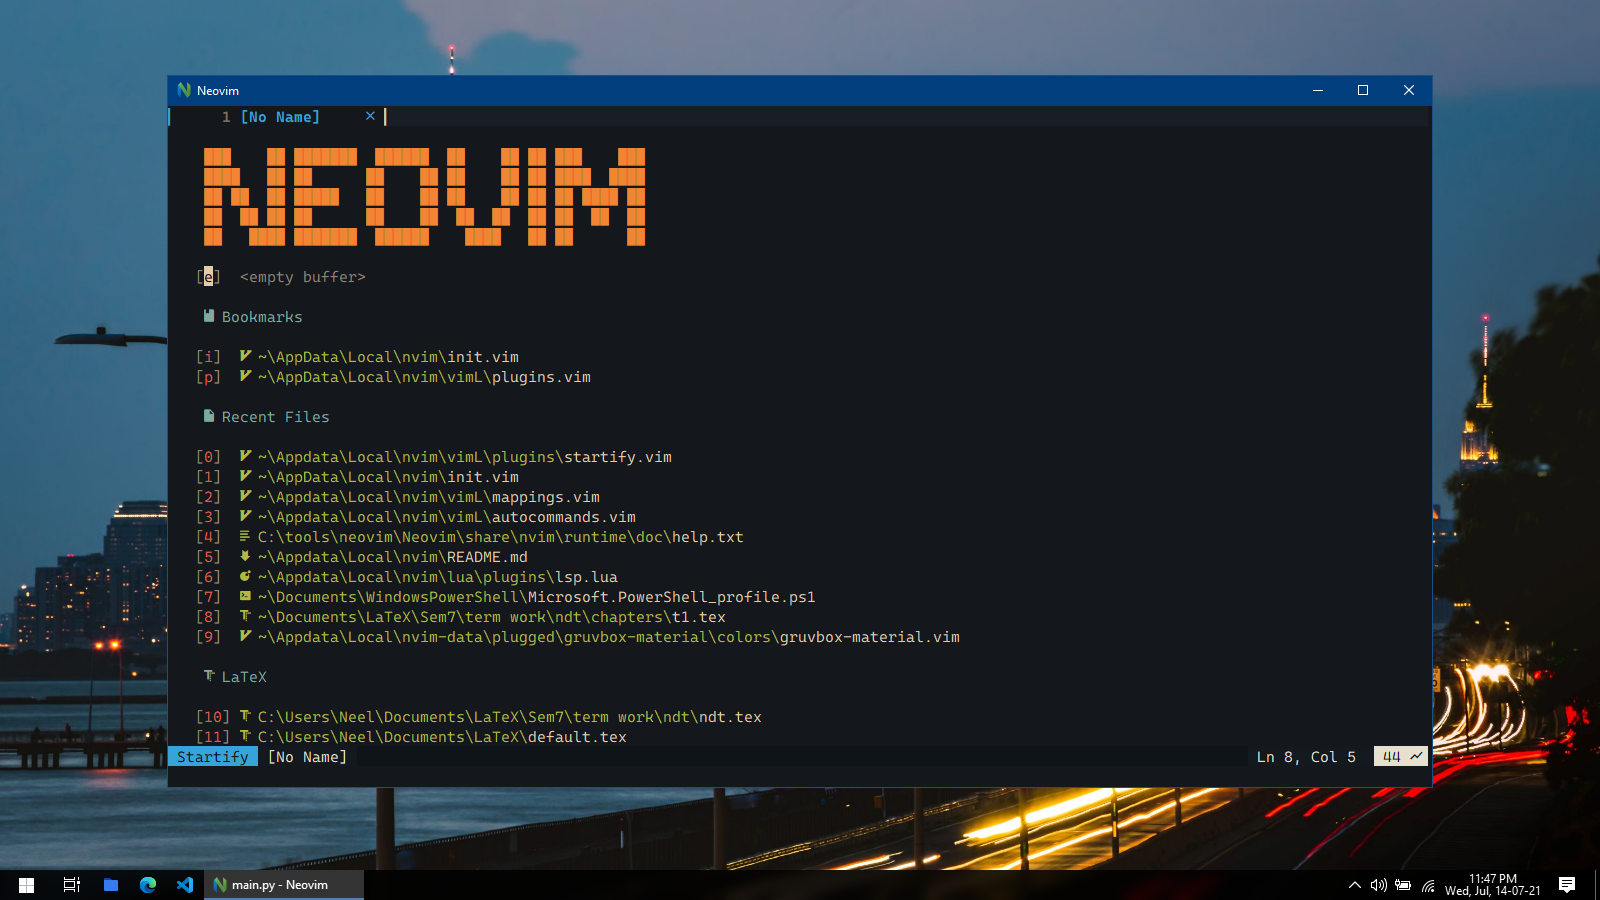 Neovim
1 [No Name] ×
NEOVIM
[e] <empty buffer>
Bookmarks
[i] ~\AppData\Local\nvim\init.vim
[p] ~\AppData\Local\nvim\vimL\plugins.vim
Recent Files
[0] ~\Appdata\Local\nvim\vimL\plugins\startify.vim
[1] ~\AppData\Local\nvim\init.vim
[2] ~\Appdata\Local\nvim\vimL\mappings.vim
[3] ~\Appdata\Local\nvim\vimL\autocommands.vim
[4] C:\tools\neovim\Neovim\share\nvim\runtime\doc\help.txt
[5] ~\Appdata\Local\nvim\README.md
[6] ~\Appdata\Local\nvim\lua\plugins\lsp.lua
[7] ~\Documents\WindowsPowerShell\Microsoft.PowerShell_profile.ps1
[8] ~\Documents\LaTeX\Sem7\term work\ndt\chapters\t1.tex
[9] ~\Appdata\Local\nvim-data\plugged\gruvbox-material\colors\gruvbox-material.vim
LaTeX
[10] C:\Users\Neel\Documents\LaTeX\Sem7\term work\ndt\ndt.tex
[11] C:\Users\Neel\Documents\LaTeX\default.tex
Startify [No Name] Ln 8, Col 5 44
main.py - Neovim
11:47 PM
Wed, Jul, 14-07-21